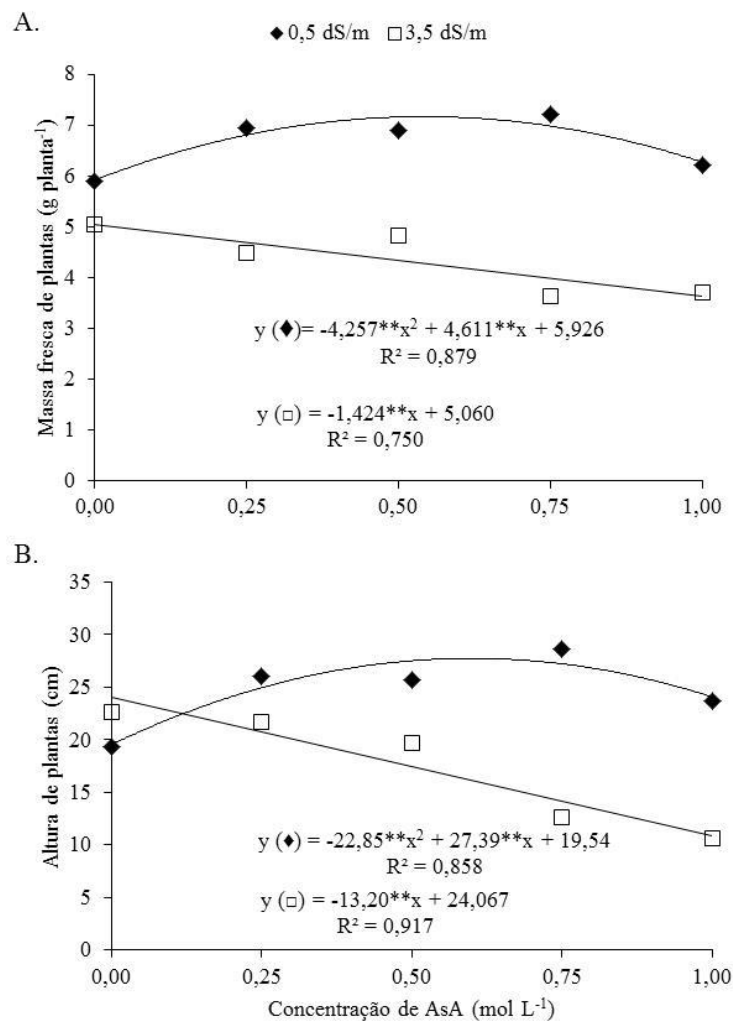 A.
◆ 0,5 dS/m □ 3,5 dS/m
Massa fresca de plantas (g planta⁻¹)
8
7
6
5
4
3
2
1
0
y (◆)= -4,257**x² + 4,611**x + 5,926
R² = 0,879
y (□) = -1,424**x + 5,060
R² = 0,750
0,00 0,25 0,50 0,75 1,00
B.
Altura de plantas (cm)
35
30
25
20
15
10
5
0
y (♦) = -22,85**x² + 27,39**x + 19,54
R² = 0,858
y (□) = -13,20**x + 24,067
R² = 0,917
0,00 0,25 0,50 0,75 1,00
Concentração de AsA (mol L⁻¹)